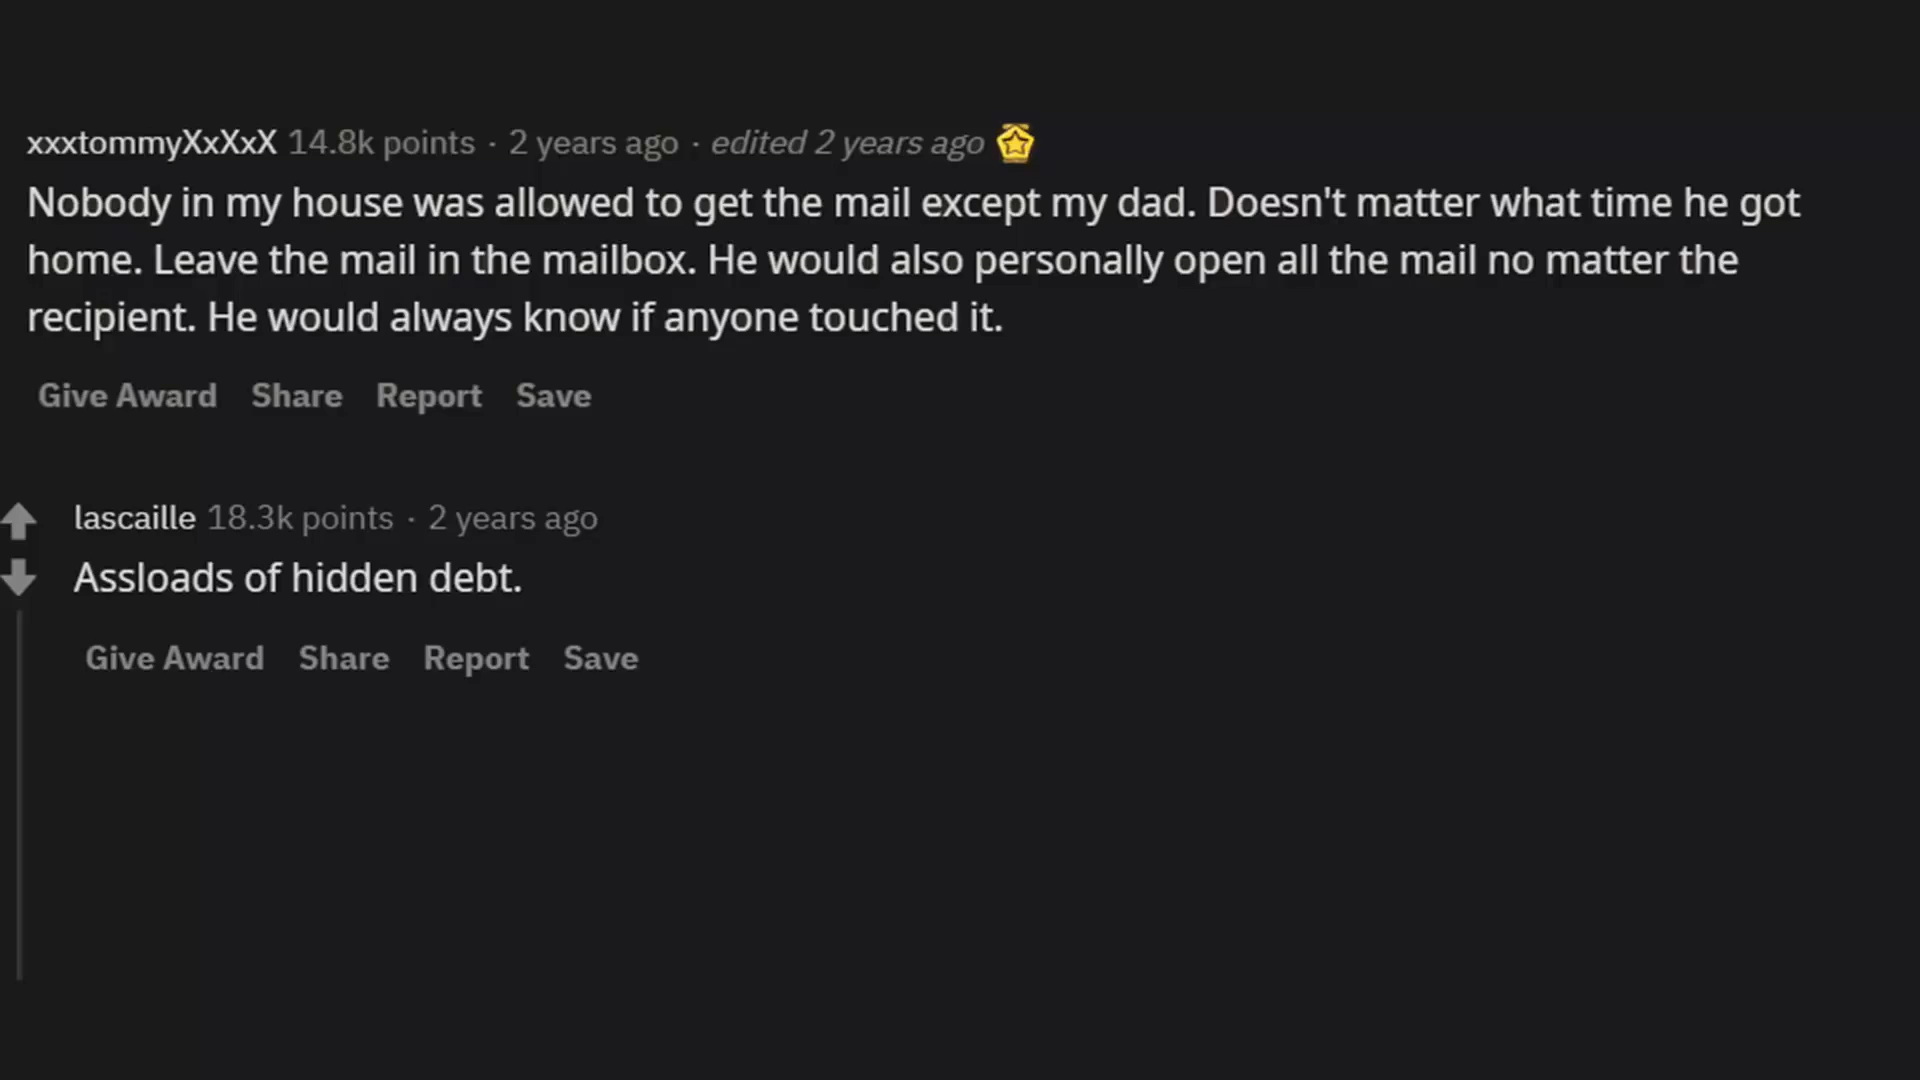 xxxtommyXxXxX 14.8k points · 2 years ago · edited 2 years ago
Nobody in my house was allowed to get the mail except my dad. Doesn't matter what time he got
home. Leave the mail in the mailbox. He would also personally open all the mail no matter the
recipient. He would always know if anyone touched it.
Give Award Share Report Save
lascaille 18.3k points · 2 years ago
Assloads of hidden debt.
Give Award Share Report Save